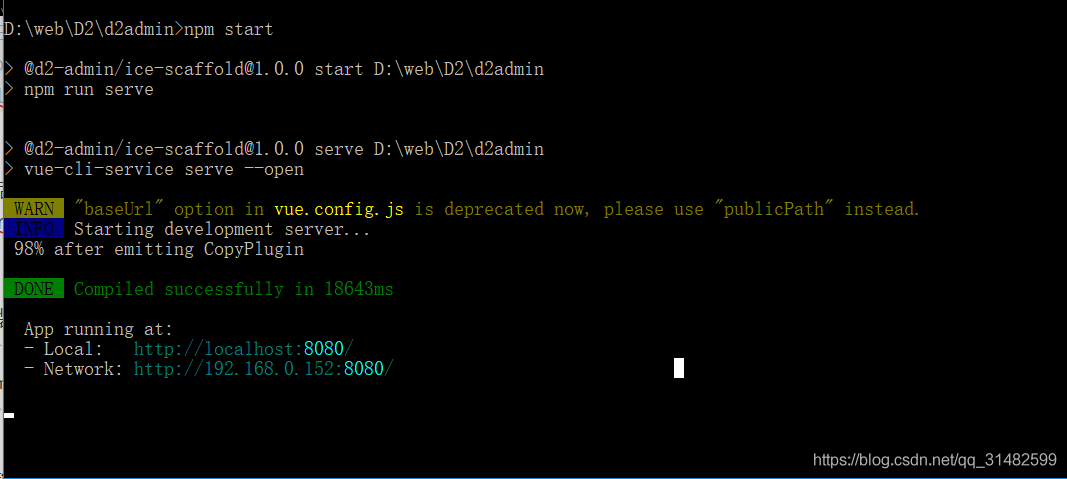 D:\web\D2\d2admin>npm start
> @d2-admin/ice-scaffold@1.0.0 start D:\web\D2\d2admin
> npm run serve
> @d2-admin/ice-scaffold@1.0.0 serve D:\web\D2\d2admin
> vue-cli-service serve --open
WARN "baseUrl" option in vue.config.js is deprecated now, please use "publicPath" instead.
INFO Starting development server...
98% after emitting CopyPlugin
DONE Compiled successfully in 18643ms
App running at:
- Local: http://localhost:8080/
- Network: http://192.168.0.152:8080/
https://blog.csdn.net/qq_31482599